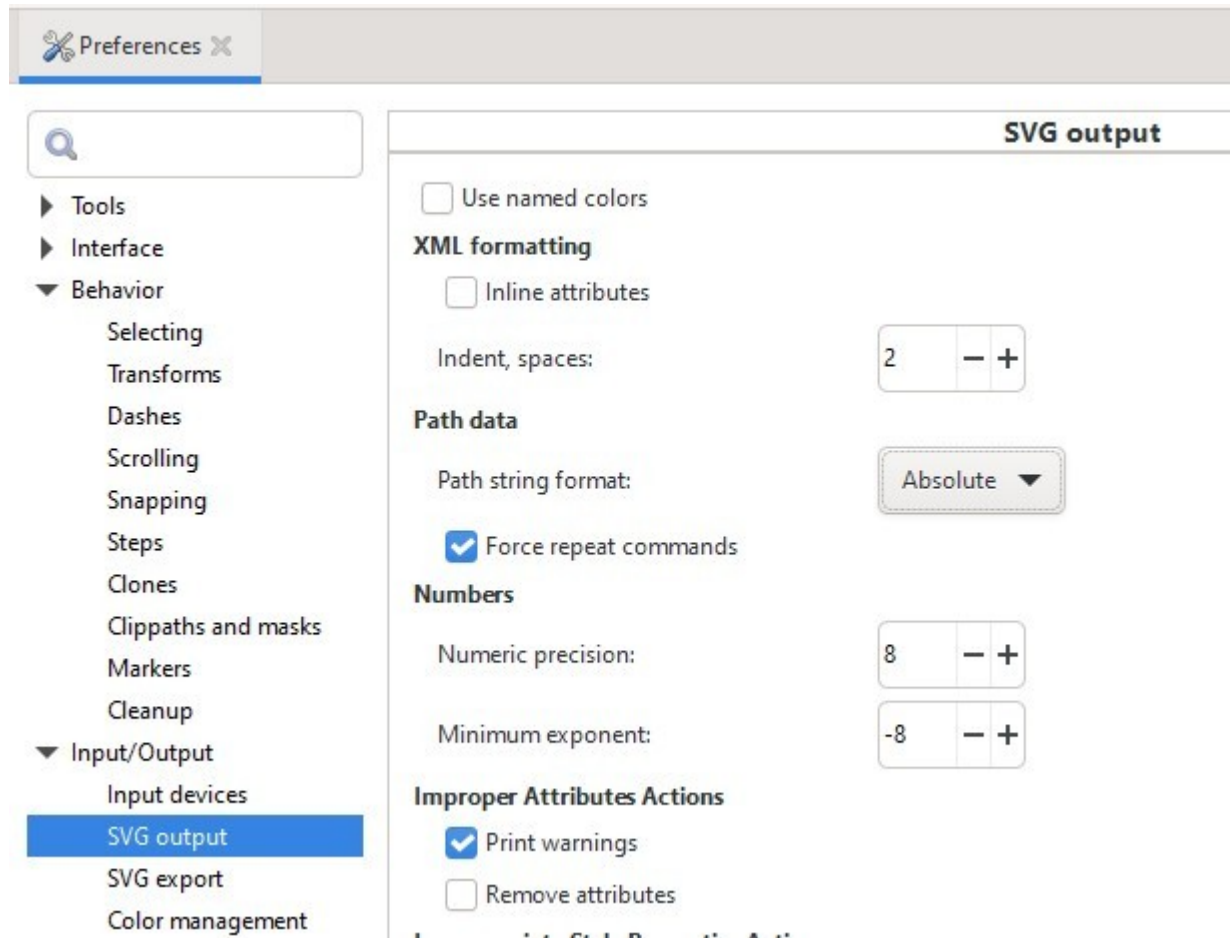 Preferences
SVG output
Tools
Interface
Behavior
Selecting
Transforms
Dashes
Scrolling
Snapping
Steps
Clones
Clippaths and masks
Markers
Cleanup
Input/Output
Input devices
SVG output
SVG export
Color management
Use named colors
XML formatting
Inline attributes
Indent, spaces: 2
Path data
Path string format: Absolute
Force repeat commands
Numbers
Numeric precision: 8
Minimum exponent: -8
Improper Attributes Actions
Print warnings
Remove attributes